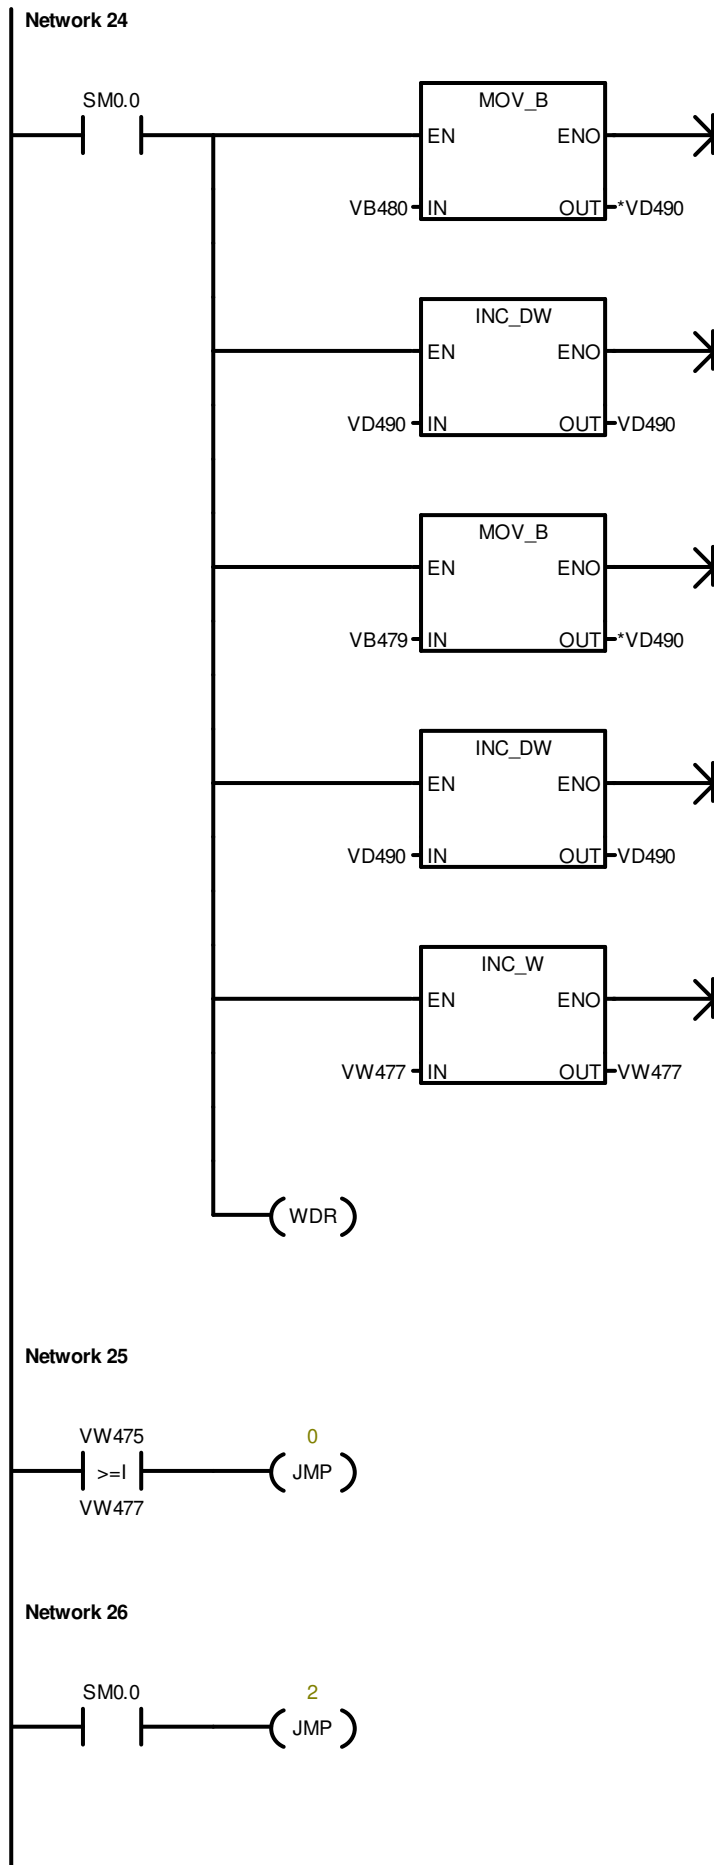 Network 24
SM0.0
MOV_B
EN ENO
VB480 IN OUT *VD490
INC_DW
EN ENO
VD490 IN OUT VD490
MOV_B
EN ENO
VB479 IN OUT *VD490
INC_DW
EN ENO
VD490 IN OUT VD490
INC_W
EN ENO
VW477 IN OUT VW477
WDR
Network 25
VW475 0
>=I JMP
VW477
Network 26
SM0.0 2
JMP